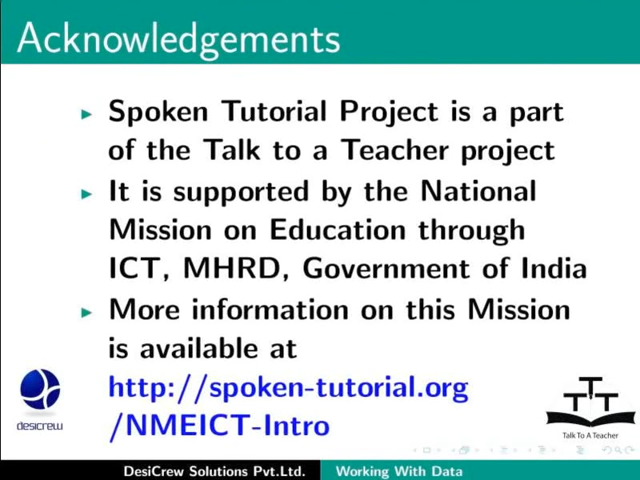 Acknowledgements
Spoken Tutorial Project is a part
of the Talk to a Teacher project
It is supported by the National
Mission on Education through
ICT, MHRD, Government of India
More information on this Mission
is available at
http://spoken-tutorial.org
/NMEICT-Intro
desicrew
TTT
Talk To A Teacher
DesiCrew Solutions Pvt.Ltd.
Working With Data